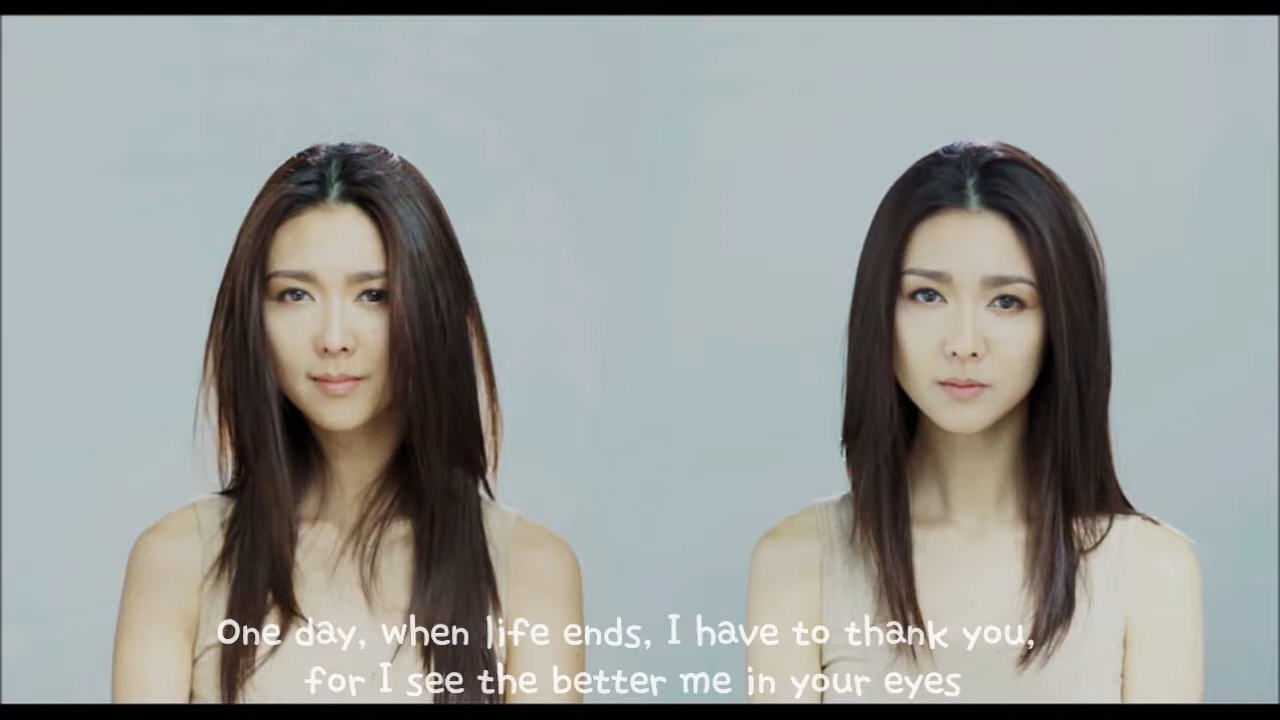 One day, when life ends, I have to thank you,
for I see the better me in your eyes